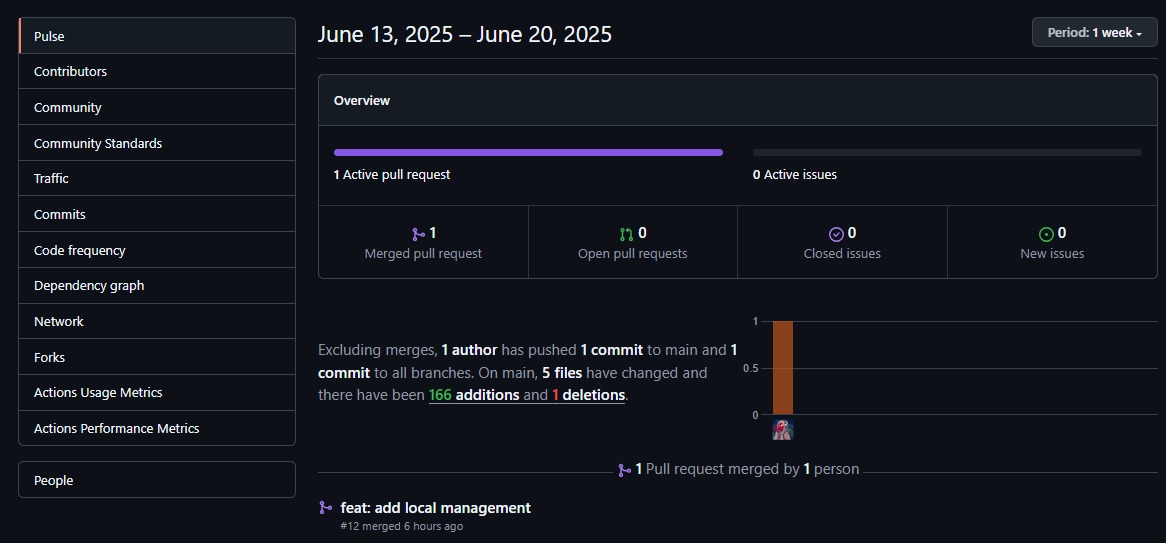 Pulse
Contributors
Community
Community Standards
Traffic
Commits
Code frequency
Dependency graph
Network
Forks
Actions Usage Metrics
Actions Performance Metrics
People
June 13, 2025 – June 20, 2025
Period: 1 week
Overview
1 Active pull request
0 Active issues
1
Merged pull request
0
Open pull requests
0
Closed issues
0
New issues
Excluding merges, 1 author has pushed 1 commit to main and 1
commit to all branches. On main, 5 files have changed and
there have been 166 additions and 1 deletions.
1
0.5
0
1 Pull request merged by 1 person
feat: add local management
#12 merged 6 hours ago